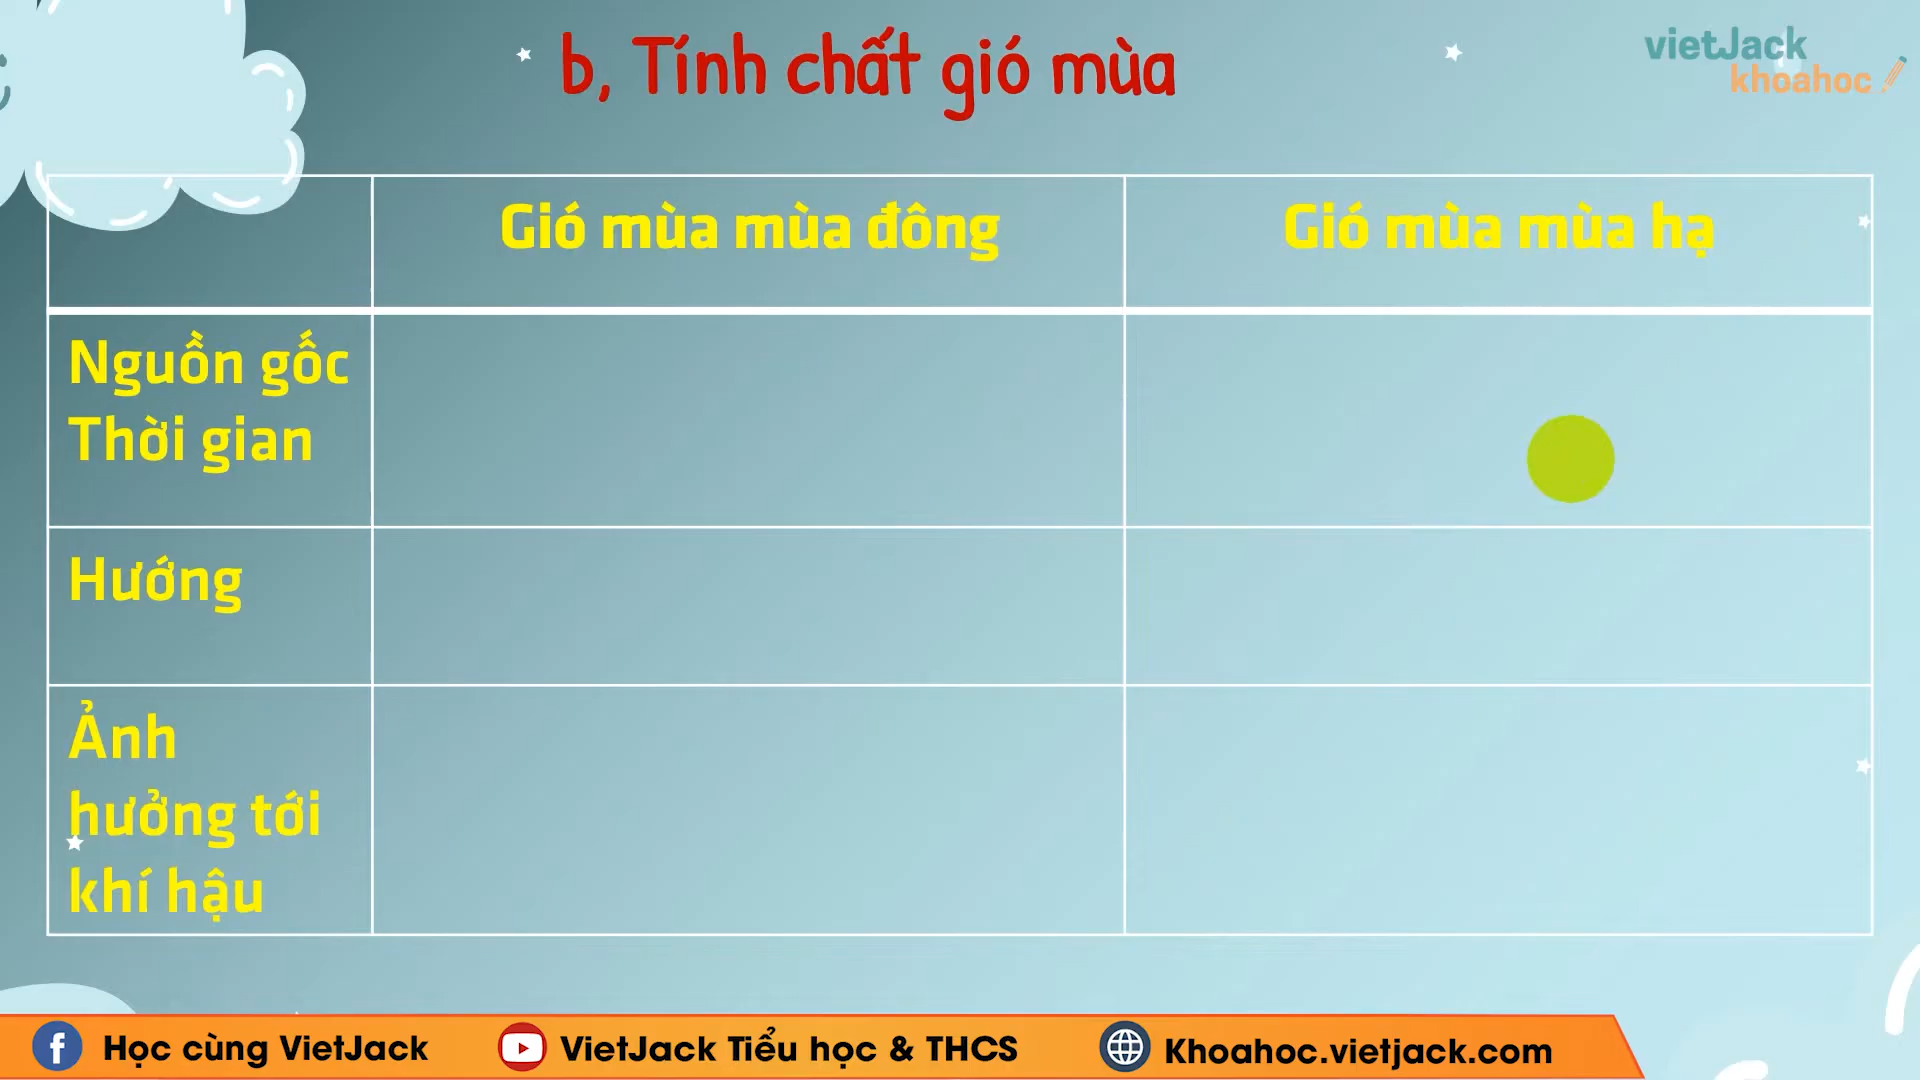 b, Tính chất gió mùa
vietJack
khoahoc
Gió mùa mùa đông
Gió mùa mùa hạ
Nguồn gốc
Thời gian
Hướng
Ảnh
hưởng tới
khí hậu
Học cùng VietJack
VietJack Tiểu học & THCS
Khoahoc.vietjack.com